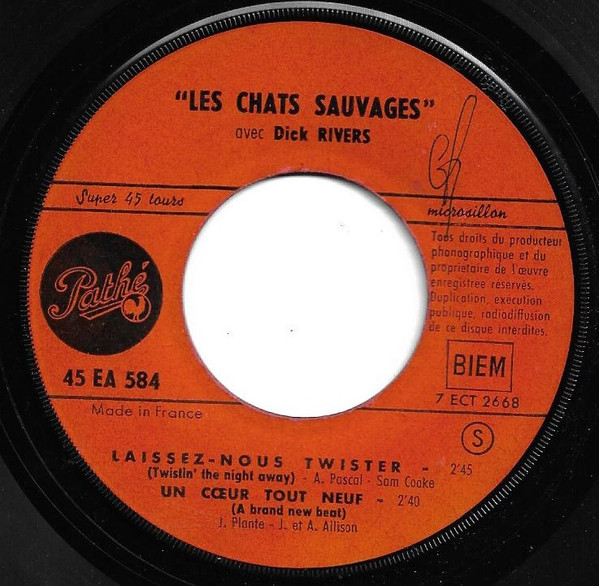 "LES CHATS SAUVAGES"
avec Dick RIVERS
Super 45 tours
microsillon
Tous droits du producteur
phonographique et du
propriétaire de l'œuvre
enregistrée réservés.
Duplication, execution
publique, radiodiffusion
de ce disque interdites.
Pathé
45 EA 584
BIEM
7 ECT 2668
Made in France
S
LAISSEZ-NOUS TWISTER - 2'45
(Twistin' the night away) - A. Pascal - Sam Cooke
UN CŒUR TOUT NEUF - 2'40
(A brand new beat)
J. Plante - J. et A. Allison